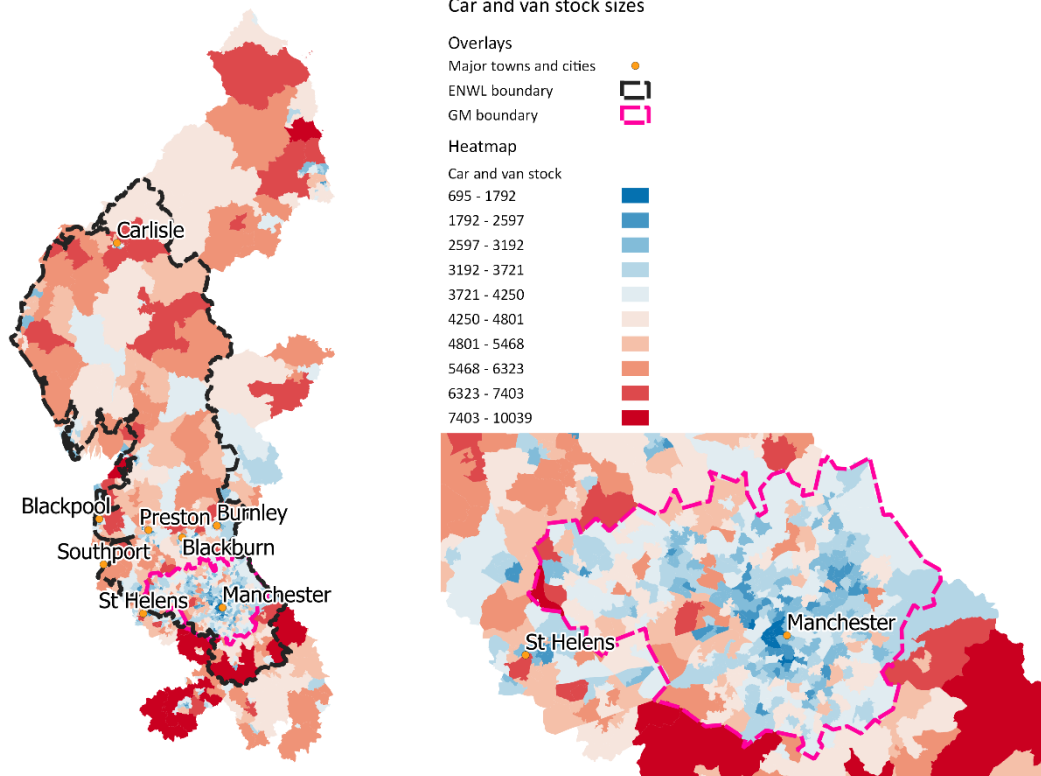 Car and van stock sizes
Overlays
Major towns and cities
ENWL boundary
GM boundary
Heatmap
Car and van stock
695 - 1792
1792 - 2597
2597 - 3192
3192 - 3721
3721 - 4250
4250 - 4801
4801 - 5468
5468 - 6323
6323 - 7403
7403 - 10039
Carlisle
Blackpool
Preston
Burnley
Southport
Blackburn
St Helens
Manchester
Manchester
St Helens